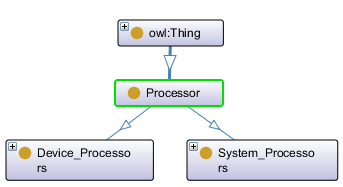 owl:Thing
Processor
Device_Processo
rs
System_Processo
rs